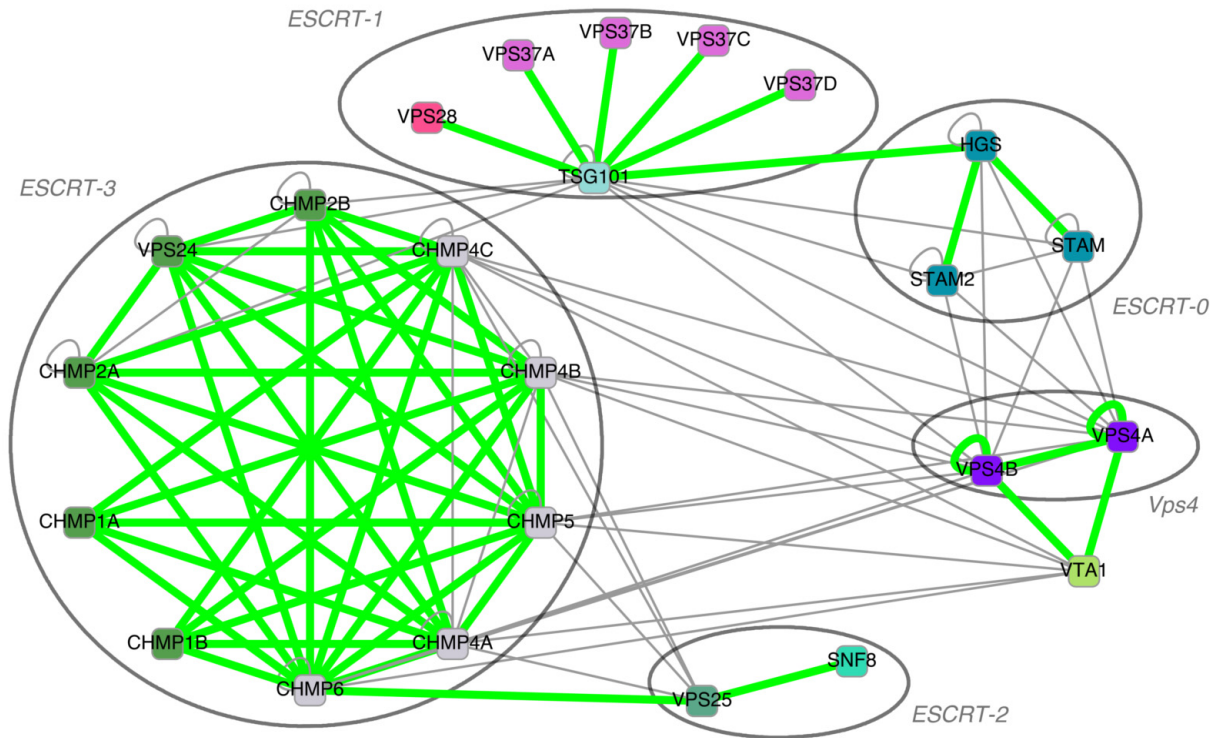 ESCRT-1
VPS37B
VPS37C
VPS37A
VPS37D
VPS28
HGS
TSG101
ESCRT-3
CHMP2B
VPS24
CHMP4C
STAM
STAM2
ESCRT-0
CHMP2A
CHMP4B
VPS4A
VPS4B
Vps4
CHMP1A
CHMP5
VTA1
CHMP1B
CHMP4A
SNF8
CHMP6
VPS25
ESCRT-2